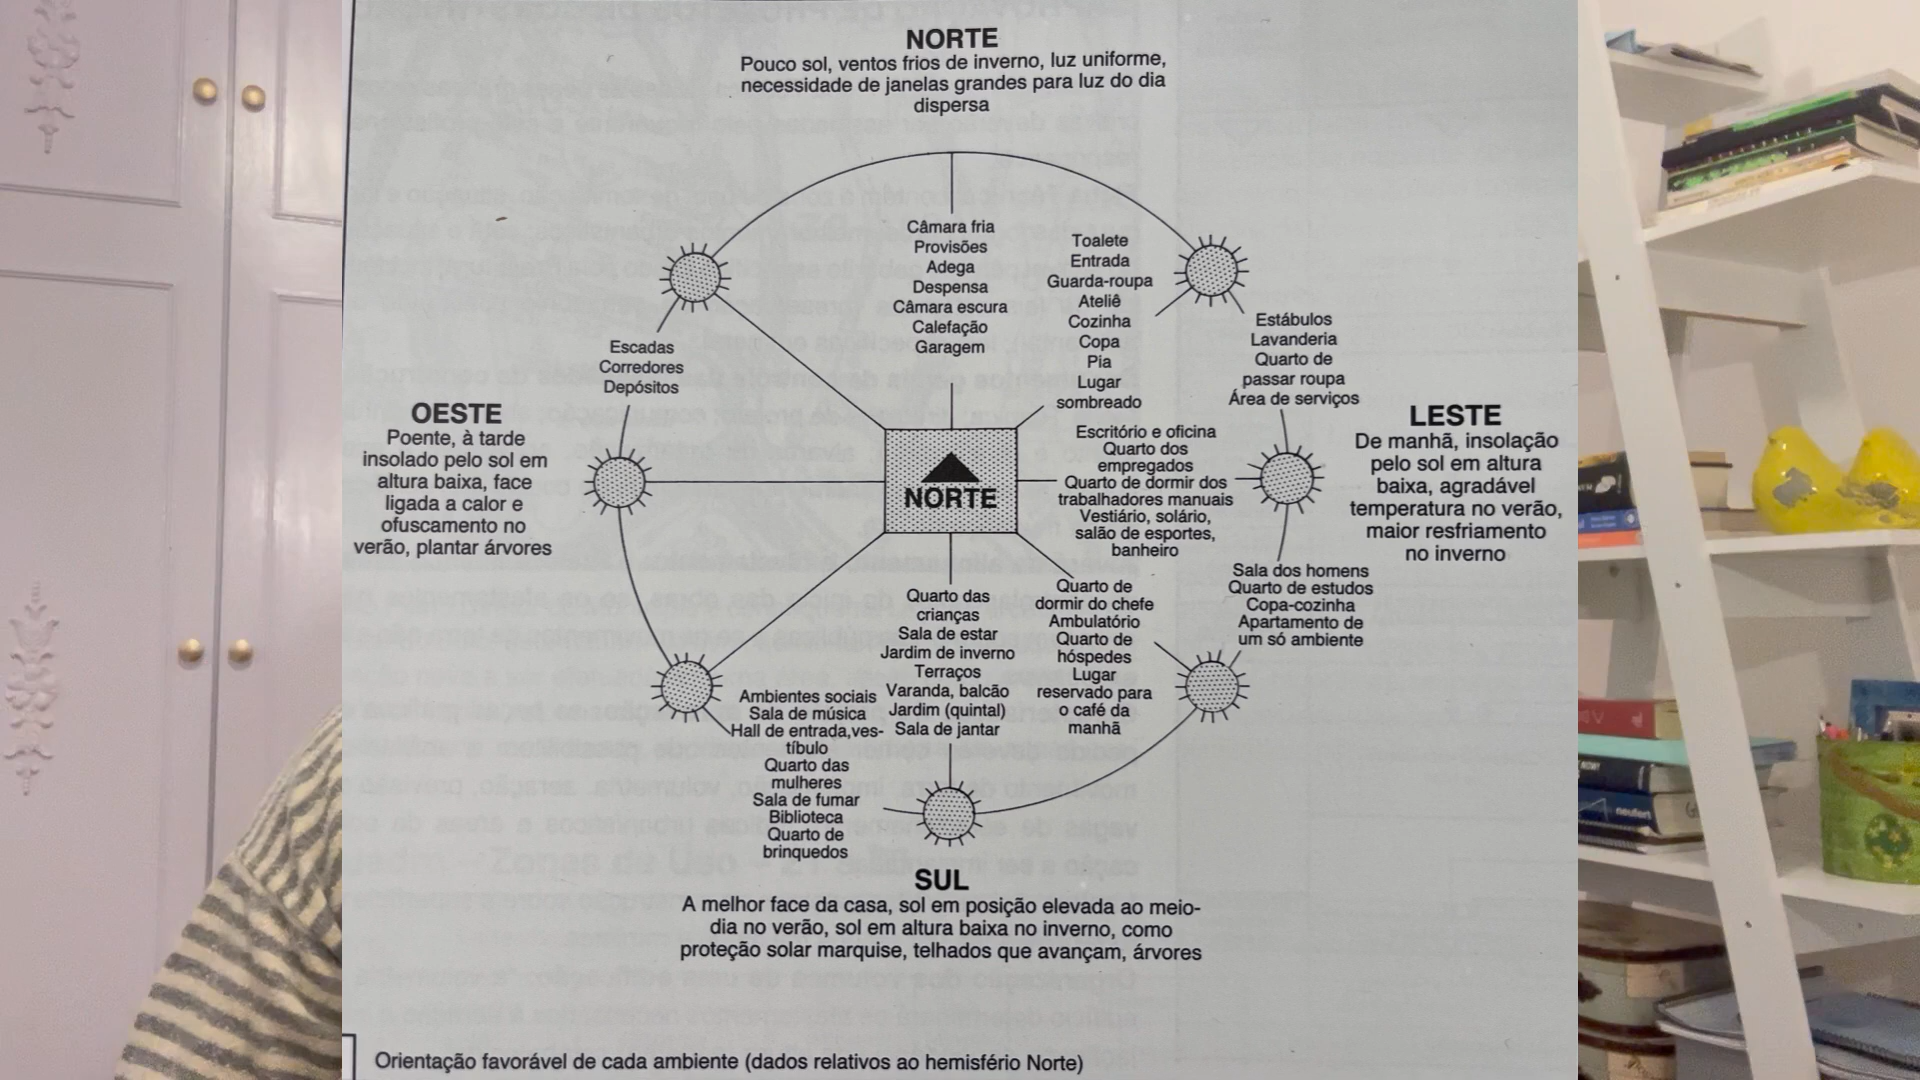 NORTE
Pouco sol, ventos frios de inverno, luz uniforme,
necessidade de janelas grandes para luz do dia
dispersa
Câmara fria
Provisões
Adega
Despensa
Câmara escura
Calefação
Garagem
Toalete
Entrada
Guarda-roupa
Ateliê
Cozinha
Copa
Pia
Lugar
sombreado
Escadas
Corredores
Depósitos
Estábulos
Lavanderia
Quarto de
passar roupa
Área de serviços
OESTE
Poente, à tarde
insolado pelo sol em
altura baixa, face
ligada a calor e
ofuscamento no
verão, plantar árvores
NORTE
Escritório e oficina
Quarto dos
empregados
Quarto de dormir dos
trabalhadores manuais
Vestiário, solário,
salão de esportes,
banheiro
LESTE
De manhã, insolação
pelo sol em altura
baixa, agradável
temperatura no verão,
maior resfriamento
no inverno
Sala dos homens
Quarto de estudos
Copa-cozinha
Apartamento de
um só ambiente
Quarto das
crianças
Sala de estar
Jardim de inverno
Terraços
Varanda, balcão
Jardim (quintal)
Sala de jantar
Quarto de
dormir do chefe
Ambulatório
Quarto de
hóspedes
Lugar
reservado para
o café da
manhã
Ambientes sociais
Sala de música
Hall de entrada,ves-
tíbulo
Quarto das
mulheres
Sala de fumar
Biblioteca
Quarto de
brinquedos
SUL
A melhor face da casa, sol em posição elevada ao meio-
dia no verão, sol em altura baixa no inverno, como
proteção solar marquise, telhados que avançam, árvores
Orientação favorável de cada ambiente (dados relativos ao hemisfério Norte)
neufert